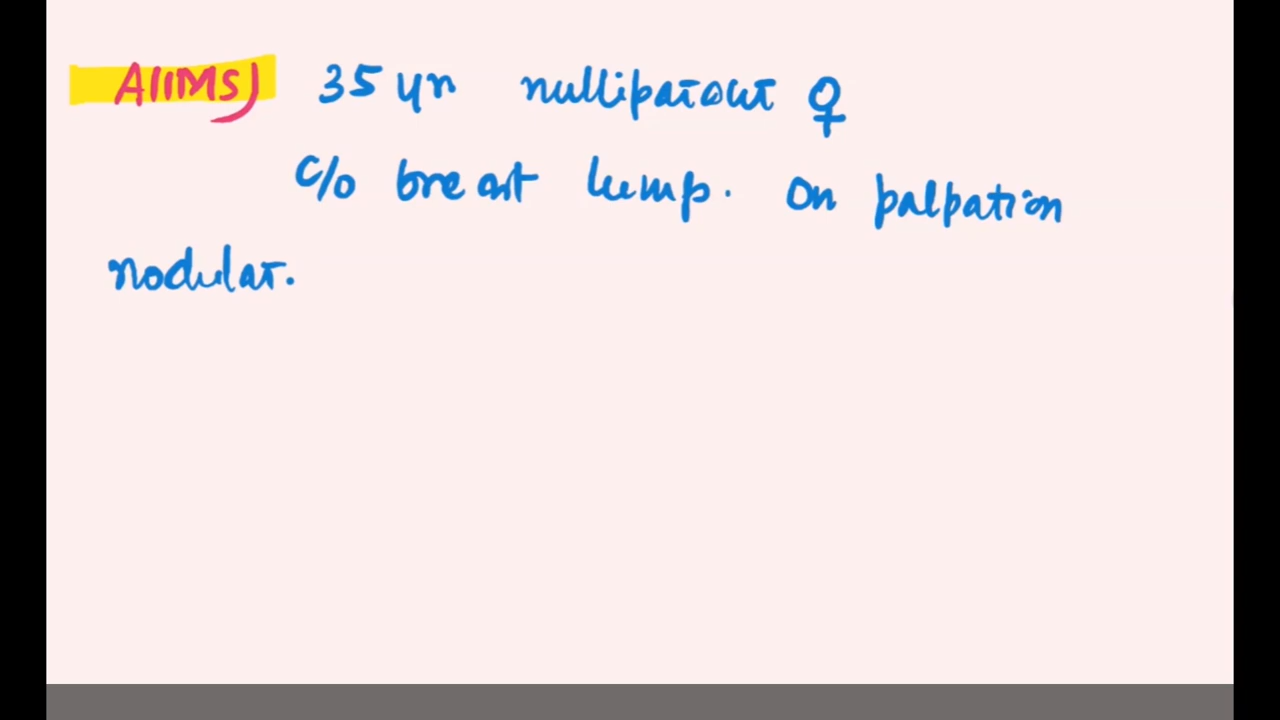 AIIMS) 35 yr nulliparous ♀
c/o breast lump. On palpation
nodular.